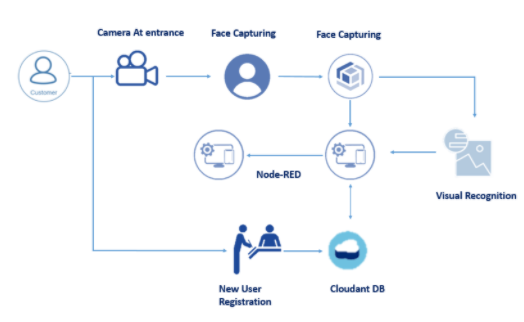 Camera At entrance
Face Capturing
Face Capturing
Customer
Node-RED
Visual Recognition
New User
Registration
Cloudant DB